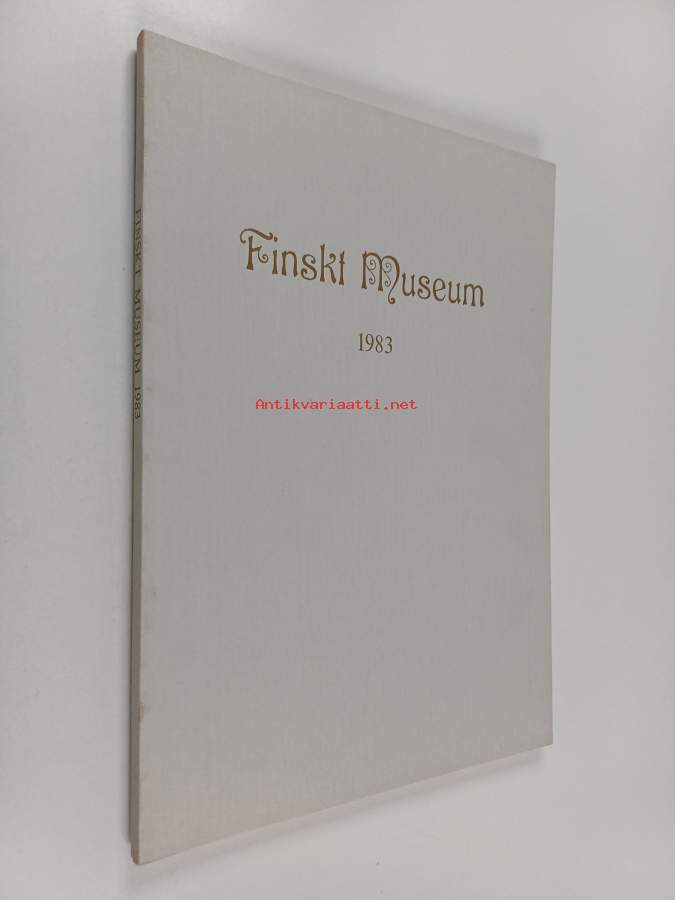 Finskt Museum
1983
Antikvariaatti.net
FINSKT MUSEUM 1983